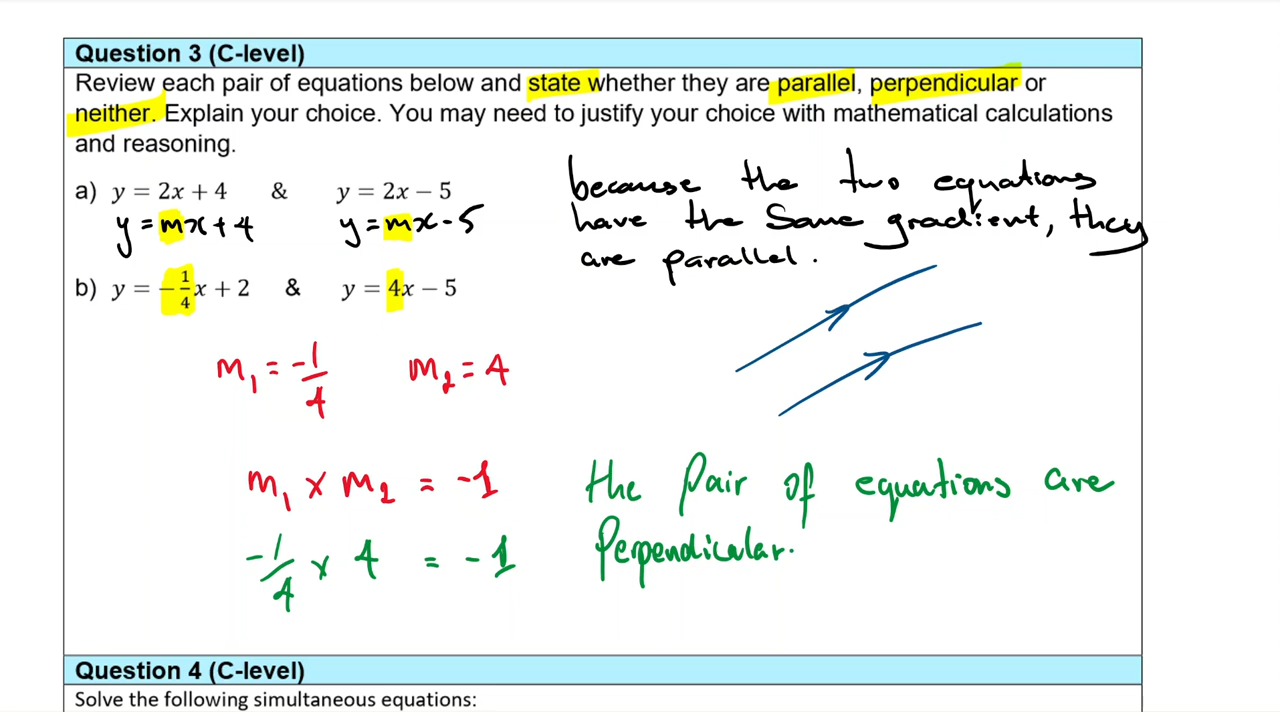 Question 3 (C-level)
Review each pair of equations below and state whether they are parallel, perpendicular or
neither. Explain your choice. You may need to justify your choice with mathematical calculations
and reasoning.
a) y = 2x + 4 & y = 2x − 5
y = mx + 4 y = mx - 5
because the two equations
have the same gradient, they
are parallel.
b) y = −1/4x + 2 & y = 4x − 5
m₁ = -1/4 m₂ = 4
m₁ × m₂ = -1
-1/4 × 4 = -1
the Pair of equations are
Perpendicular.
Question 4 (C-level)
Solve the following simultaneous equations: